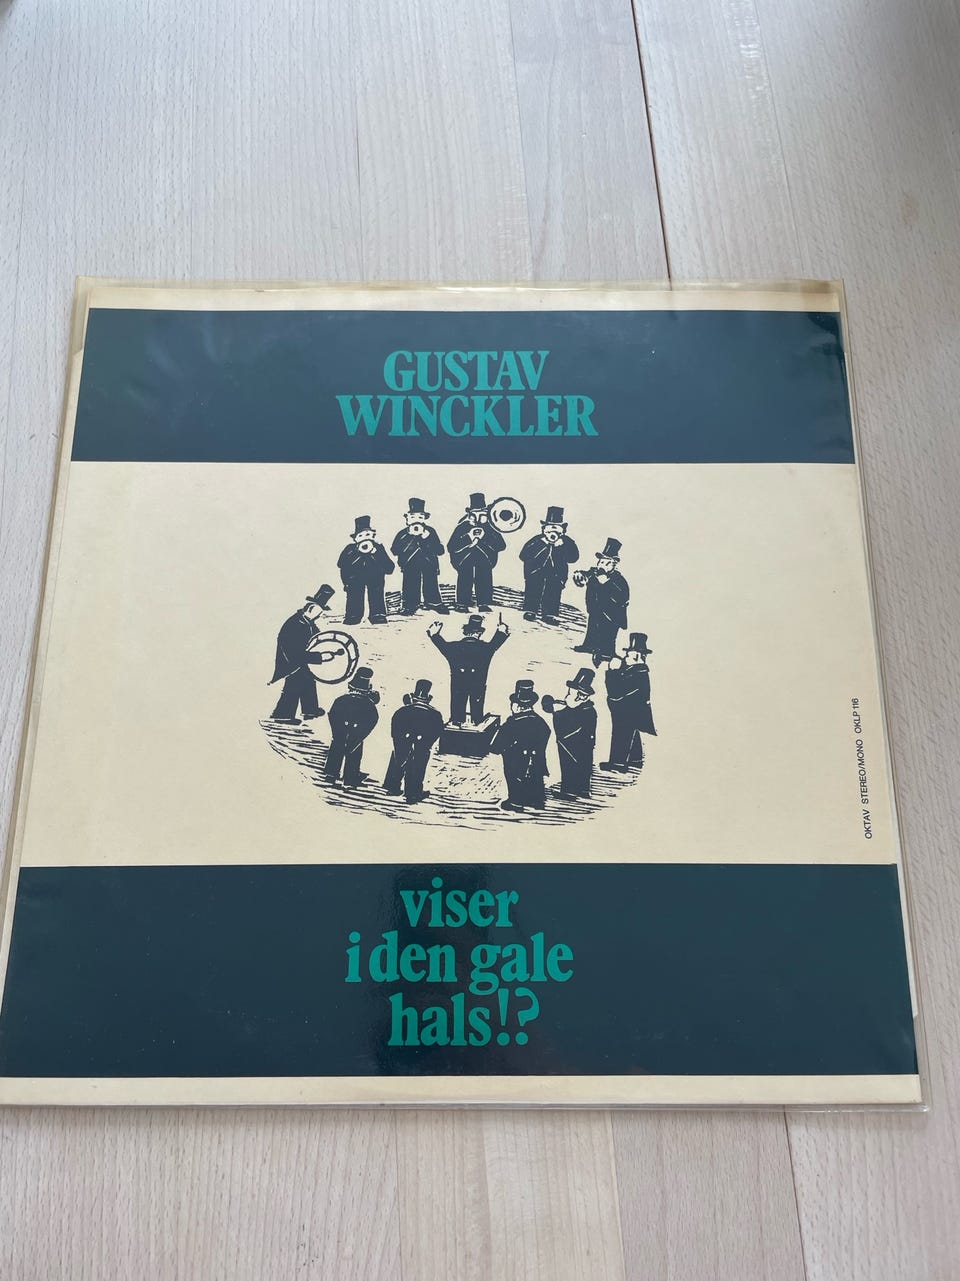 GUSTAV
WINCKLER
OKTAV STEREO/MONO OKLP 116
viser
i den gale
hals!?